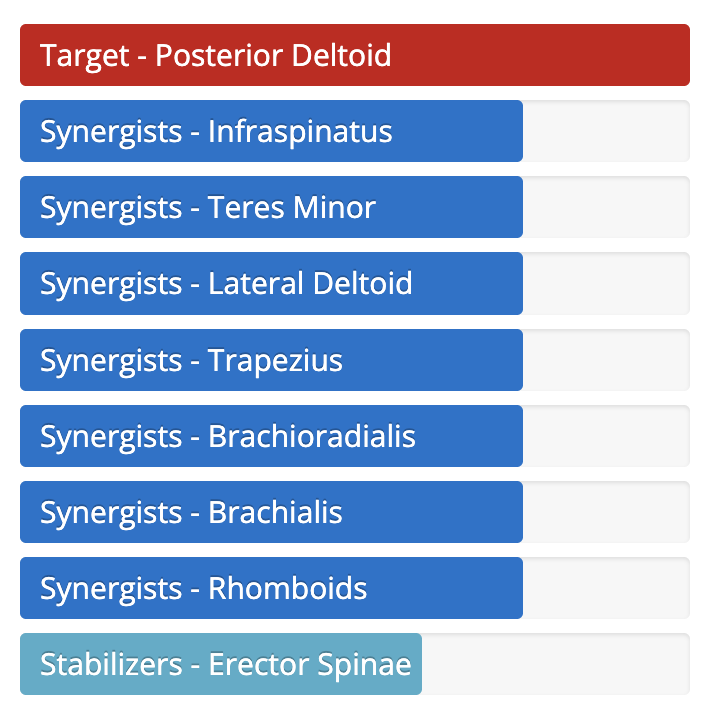 Target - Posterior Deltoid
Synergists - Infraspinatus
Synergists - Teres Minor
Synergists - Lateral Deltoid
Synergists - Trapezius
Synergists - Brachioradialis
Synergists - Brachialis
Synergists - Rhomboids
Stabilizers - Erector Spinae